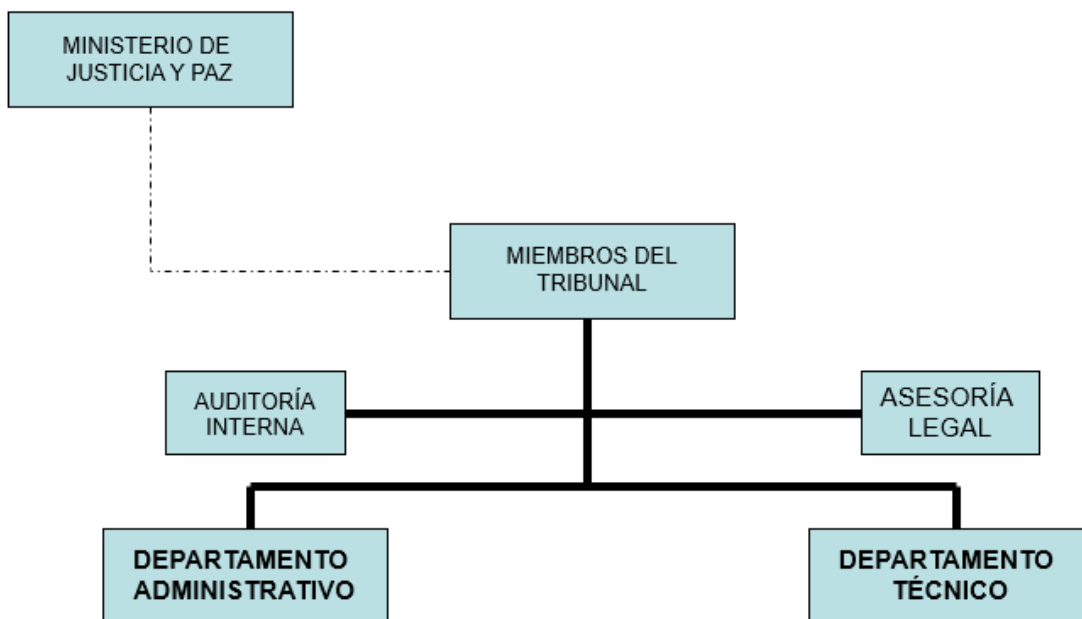 MINISTERIO DE
JUSTICIA Y PAZ
MIEMBROS DEL
TRIBUNAL
AUDITORÍA
INTERNA
ASESORÍA
LEGAL
DEPARTAMENTO
ADMINISTRATIVO
DEPARTAMENTO
TÉCNICO